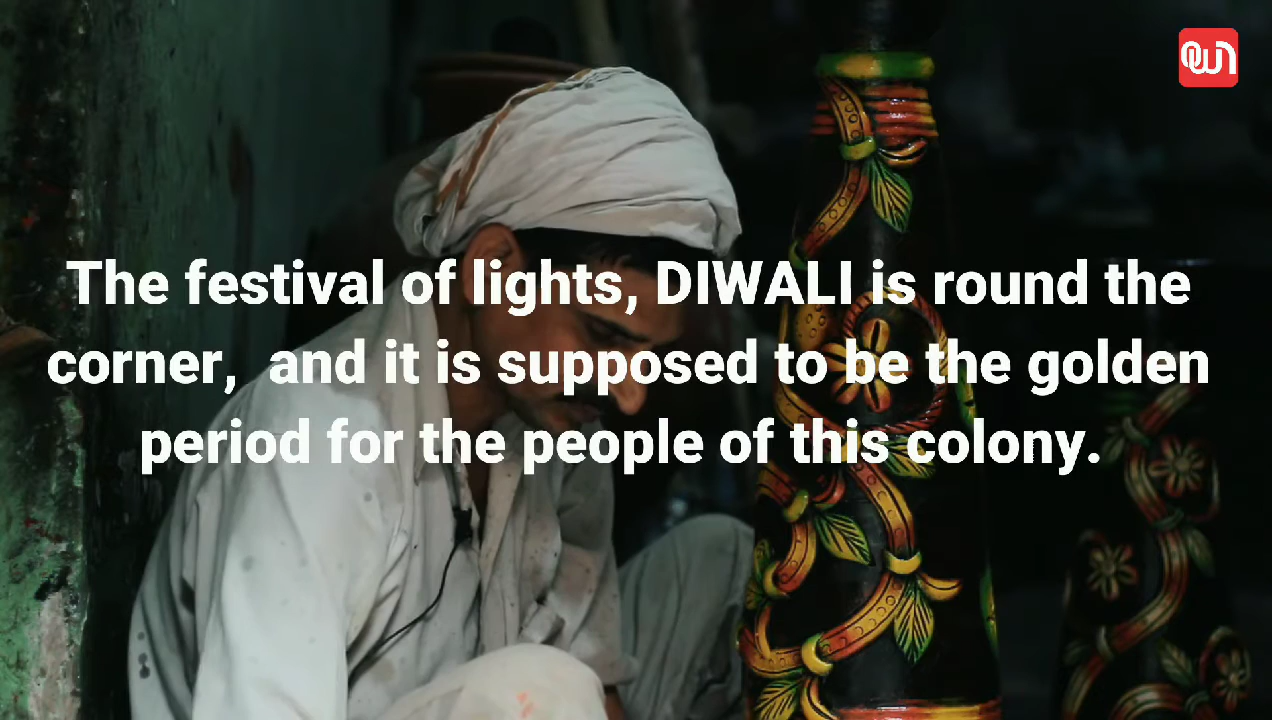 The festival of lights, DIWALI is round the
corner,  and it is supposed to be the golden
period for the people of this colony.